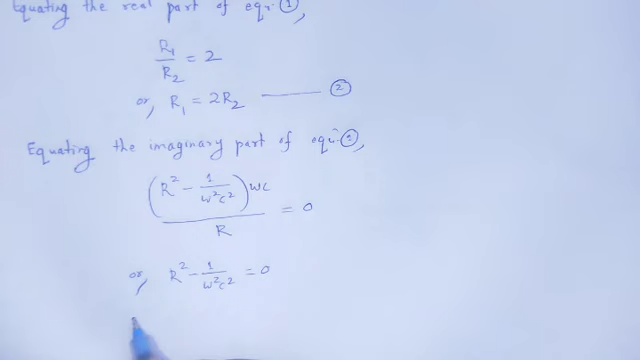 Equating the real part of eqn. ①,
R₁/R₂ = 2
or, R₁ = 2R₂ —— ②
Equating the imaginary part of eqn. ①,
(R² - 1/w²c²)wc / R = 0
or, R² - 1/w²c² = 0